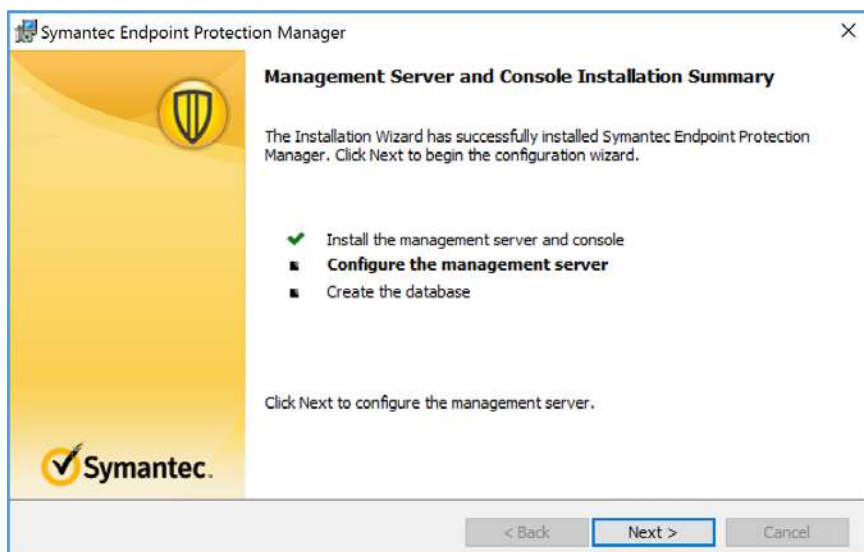 Symantec Endpoint Protection Manager
Management Server and Console Installation Summary
The Installation Wizard has successfully installed Symantec Endpoint Protection
Manager. Click Next to begin the configuration wizard.
Install the management server and console
Configure the management server
Create the database
Click Next to configure the management server.
Symantec.
< Back
Next >
Cancel